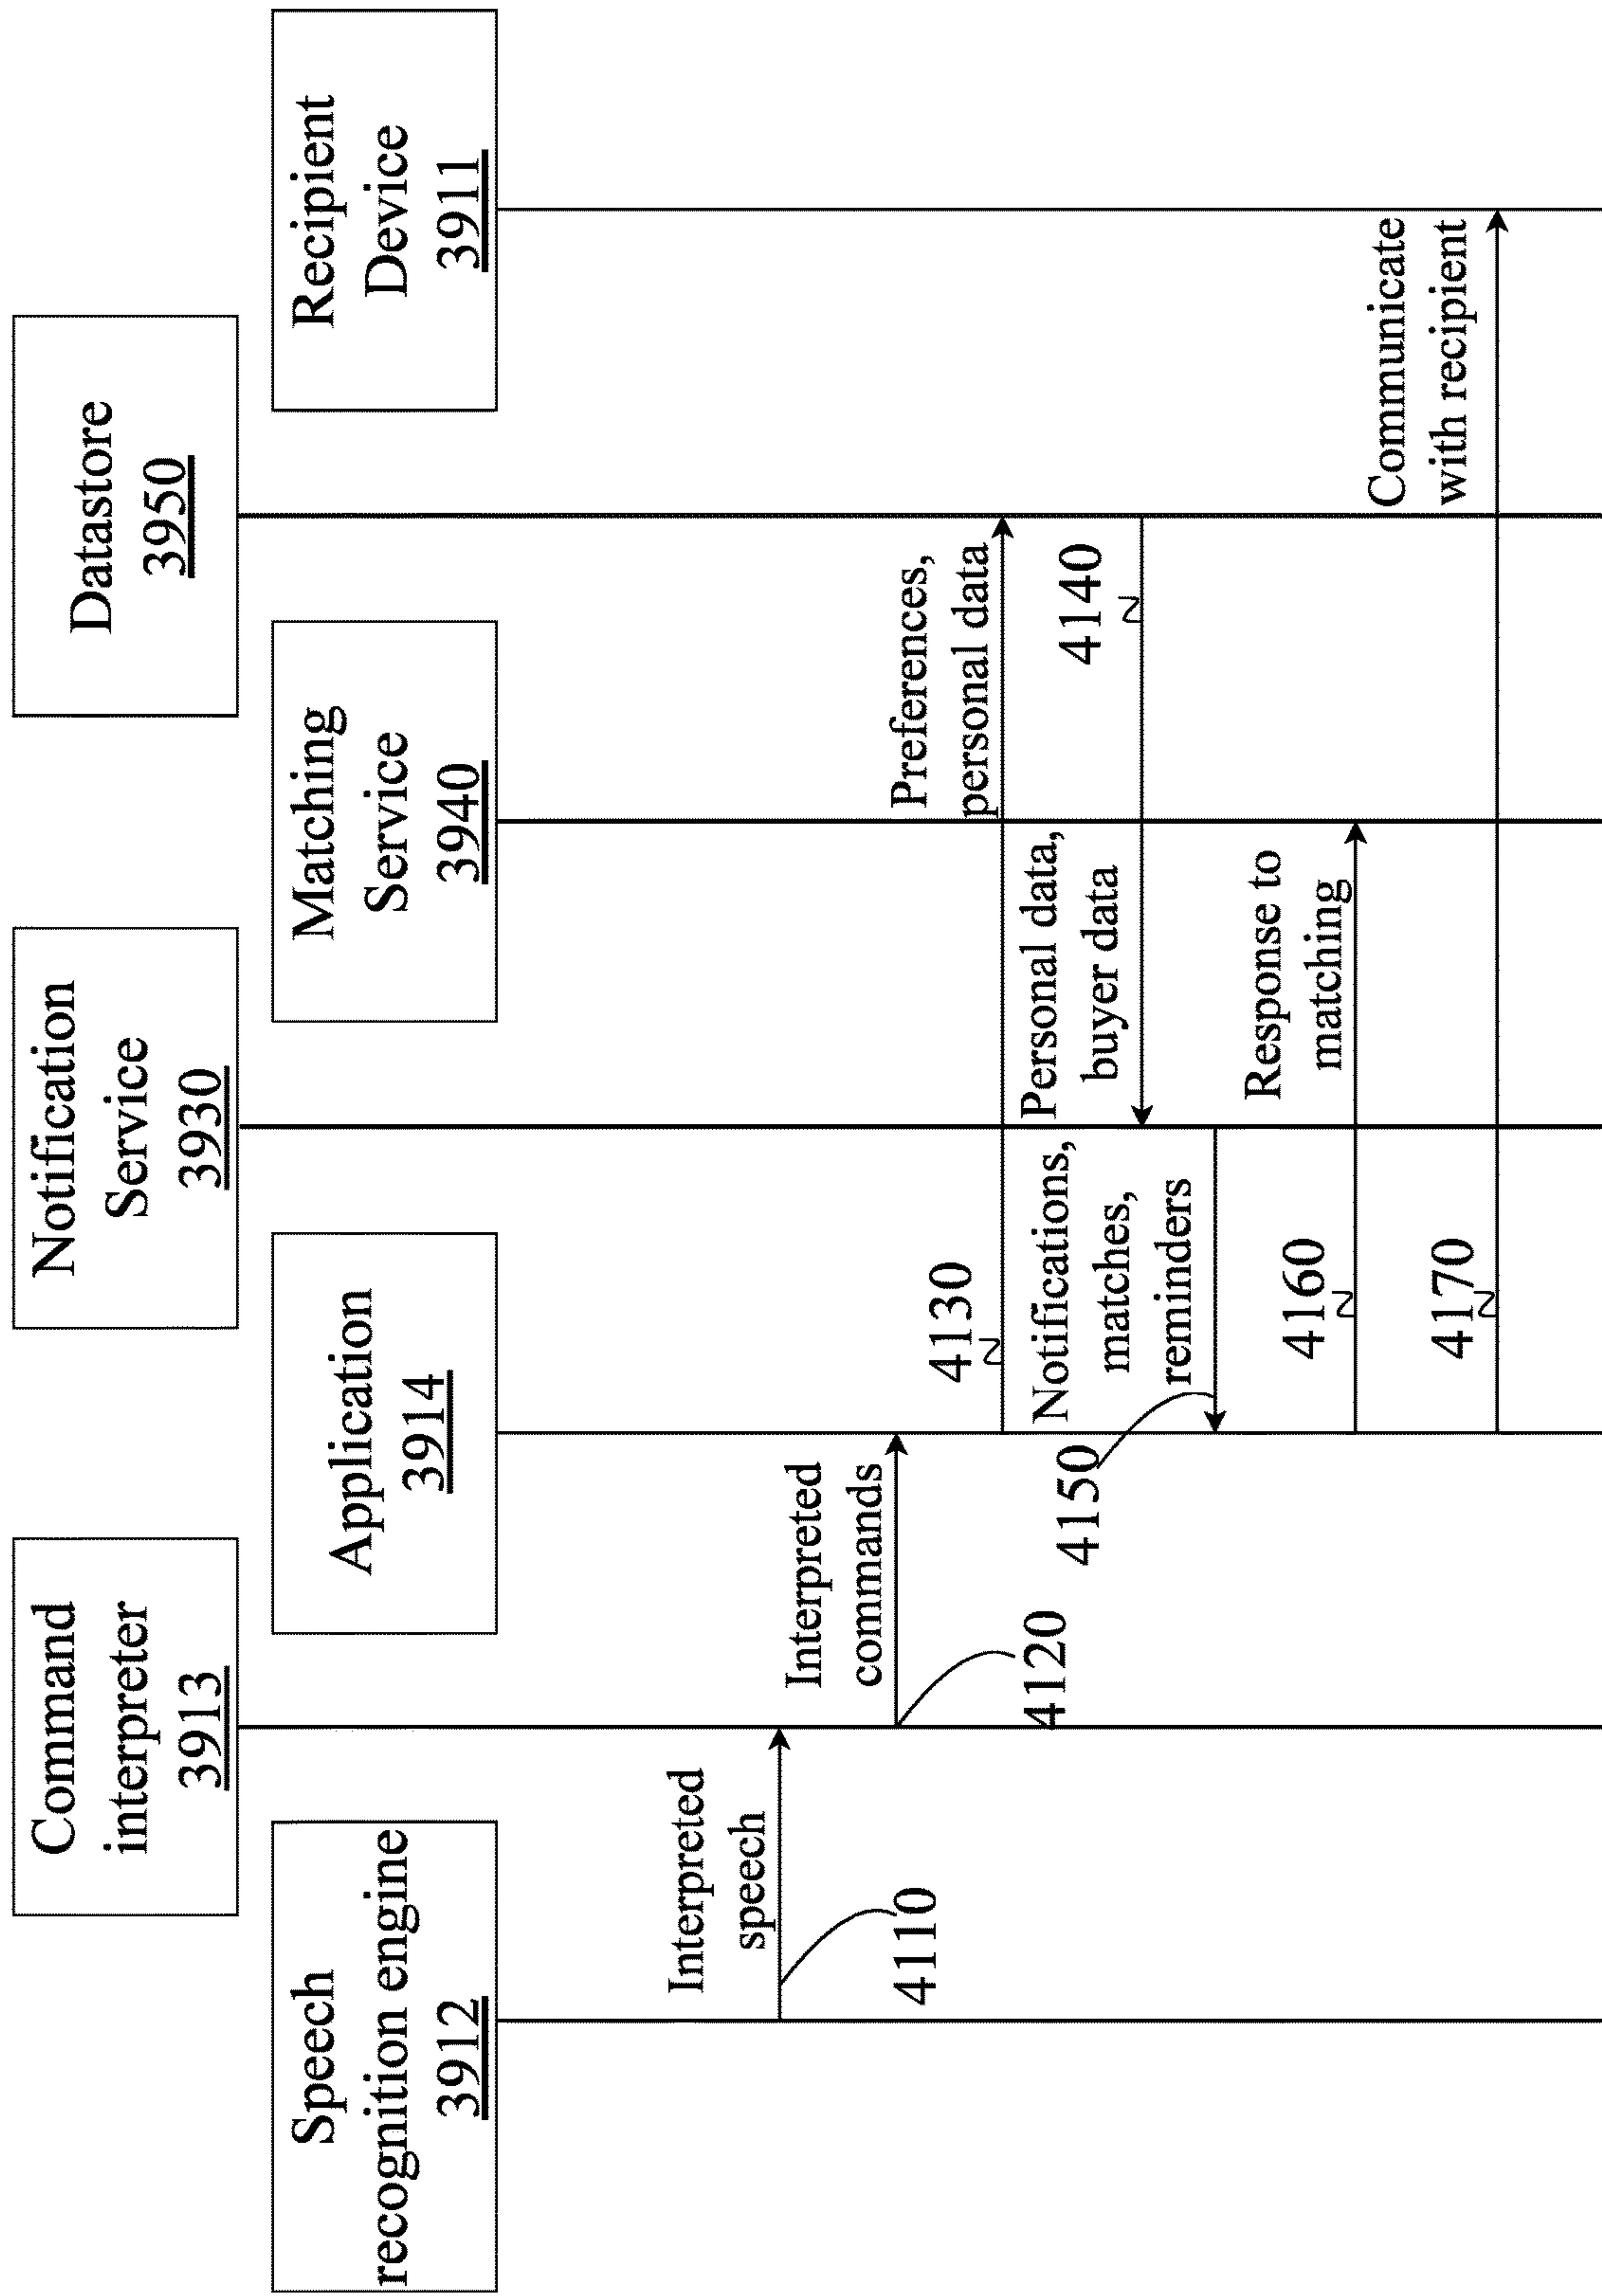 Command
interpreter
3913
Notification
Service
3930
Datastore
3950
Speech
recognition engine
3912
Application
3914
Matching
Service
3940
Recipient
Device
3911
Interpreted
speech
4110
Interpreted
commands
4120
Preferences,
personal data
4130
Personal data,
buyer data
4140
Notifications,
matches,
reminders
4150
Response to
matching
4160
Communicate
with recipient
4170